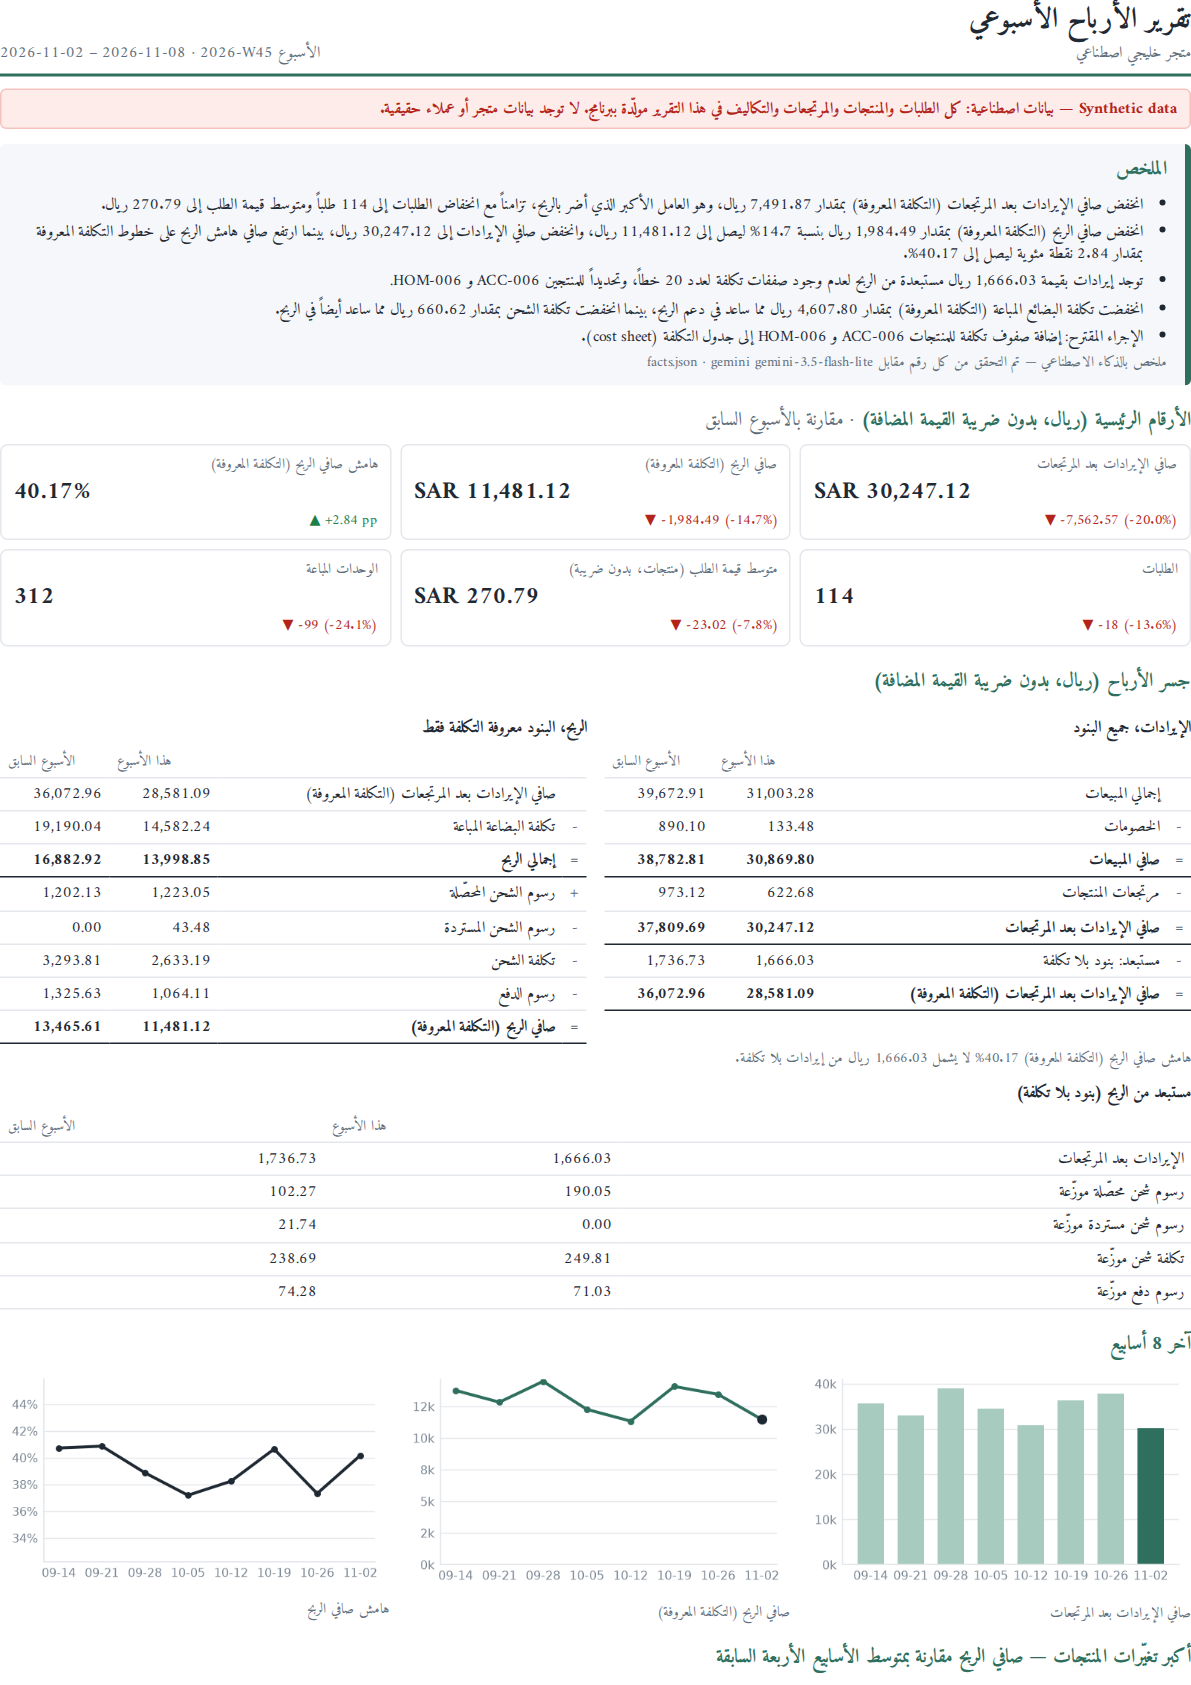 تقرير الأرباح الأسبوعي
متجر خليجي اصطناعي
الأسبوع 2026-W45 · 2026-11-02 – 2026-11-08
Synthetic data — بيانات اصطناعية: كل الطلبات والمنتجات والمرتجعات والتكاليف في هذا التقرير مولّدة ببرنامج. لا توجد بيانات متجر أو عملاء حقيقية.
الملخص
• انخفض صافي الإيرادات بعد المرتجعات (التكلفة المعروفة) بمقدار 7,491.87 ريال، وهو العامل الأكبر الذي أضر بالربح، تزامناً مع انخفاض الطلبات إلى 114 طلباً ومتوسط قيمة الطلب إلى 270.79 ريال.
• انخفض صافي الربح (التكلفة المعروفة) بمقدار 1,984.49 ريال بنسبة 14.7% ليصل إلى 11,481.12 ريال، وانخفض صافي الإيرادات إلى 30,247.12 ريال، بينما ارتفع صافي هامش الربح على خطوط التكلفة المعروفة
بمقدار 2.84 نقطة مئوية ليصل إلى 40.17%.
• توجد إيرادات بقيمة 1,666.03 ريال مستبعدة من الربح لعدم وجود صفقات تكلفة لعدد 20 خطاً، وتحديداً للمنتجين ACC-006 و HOM-006.
• انخفضت تكلفة البضائع المباعة (التكلفة المعروفة) بمقدار 4,607.80 ريال مما ساعد في دعم الربح، بينما انخفضت تكلفة الشحن بمقدار 660.62 ريال مما ساعد أيضاً في الربح.
• الإجراء المقترح: إضافة صفوف تكلفة للمنتجات ACC-006 و HOM-006 إلى جدول التكلفة (cost sheet).
ملخص بالذكاء الاصطناعي — تم التحقق من كل رقم مقابل facts.json · gemini gemini-3.5-flash-lite
الأرقام الرئيسية (ريال، بدون ضريبة القيمة المضافة) · مقارنة بالأسبوع السابق
صافي الإيرادات بعد المرتجعات
SAR 30,247.12
▼ -7,562.57 (-20.0%)
صافي الربح (التكلفة المعروفة)
SAR 11,481.12
▼ -1,984.49 (-14.7%)
هامش صافي الربح (التكلفة المعروفة)
40.17%
▲ +2.84 pp
الطلبات
114
▼ -18 (-13.6%)
متوسط قيمة الطلب (منتجات، بدون ضريبة)
SAR 270.79
▼ -23.02 (-7.8%)
الوحدات المباعة
312
▼ -99 (-24.1%)
جسر الأرباح (ريال، بدون ضريبة القيمة المضافة)
الإيرادات، جميع البنود
هذا الأسبوع الأسبوع السابق
إجمالي المبيعات 31,003.28 39,672.91
- الخصومات 133.48 890.10
= صافي المبيعات 30,869.80 38,782.81
- مرتجعات المنتجات 622.68 973.12
= صافي الإيرادات بعد المرتجعات 30,247.12 37,809.69
- مستبعد: بنود بلا تكلفة 1,666.03 1,736.73
= صافي الإيرادات بعد المرتجعات (التكلفة المعروفة) 28,581.09 36,072.96
الربح، البنود معروفة التكلفة فقط
هذا الأسبوع الأسبوع السابق
صافي الإيرادات بعد المرتجعات (التكلفة المعروفة) 28,581.09 36,072.96
- تكلفة البضاعة المباعة 14,582.24 19,190.04
= إجمالي الربح 13,998.85 16,882.92
+ رسوم الشحن المحصّلة 1,223.05 1,202.13
- رسوم الشحن المستردة 43.48 0.00
- تكلفة الشحن 2,633.19 3,293.81
- رسوم الدفع 1,064.11 1,325.63
= صافي الربح (التكلفة المعروفة) 11,481.12 13,465.61
هامش صافي الربح (التكلفة المعروفة) 40.17% لا يشمل 1,666.03 ريال من إيرادات بلا تكلفة.
مستبعد من الربح (بنود بلا تكلفة)
هذا الأسبوع الأسبوع السابق
الإيرادات بعد المرتجعات 1,666.03 1,736.73
رسوم شحن محصّلة موزّعة 190.05 102.27
رسوم شحن مستردة موزّعة 0.00 21.74
تكلفة شحن موزّعة 249.81 238.69
رسوم دفع موزّعة 71.03 74.28
آخر 8 أسابيع
40k
30k
20k
10k
0k
09-14 09-21 09-28 10-05 10-12 10-19 10-26 11-02
صافي الإيرادات بعد المرتجعات
12k
10k
8k
5k
2k
0k
09-14 09-21 09-28 10-05 10-12 10-19 10-26 11-02
صافي الربح (التكلفة المعروفة)
44%
42%
40%
38%
36%
34%
09-14 09-21 09-28 10-05 10-12 10-19 10-26 11-02
هامش صافي الربح
أكبر تغيّرات المنتجات — صافي الربح مقارنة بمتوسط الأسابيع الأربعة السابقة